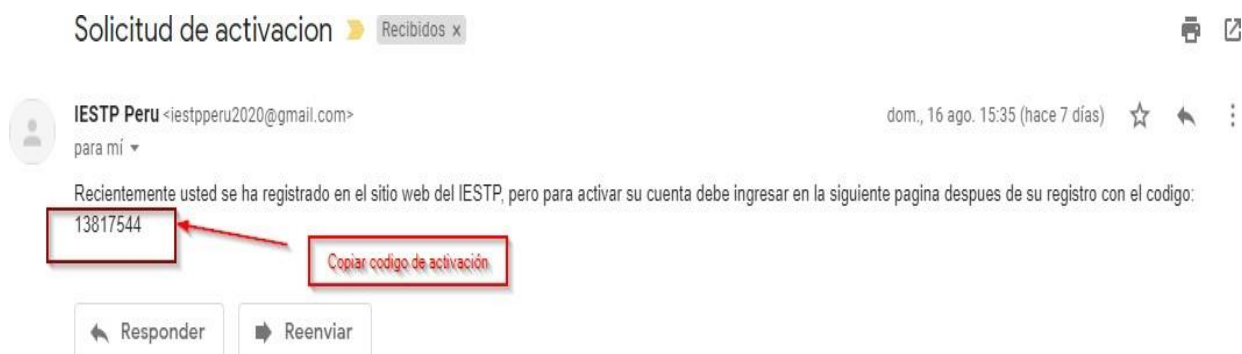 Solicitud de activacion Recibidos x
IESTP Peru <iestpperu2020@gmail.com> dom., 16 ago. 15:35 (hace 7 días)
para mí
Recientemente usted se ha registrado en el sitio web del IESTP, pero para activar su cuenta debe ingresar en la siguiente pagina despues de su registro con el codigo:
13817544
Copiar codigo de activación
Responder Reenviar